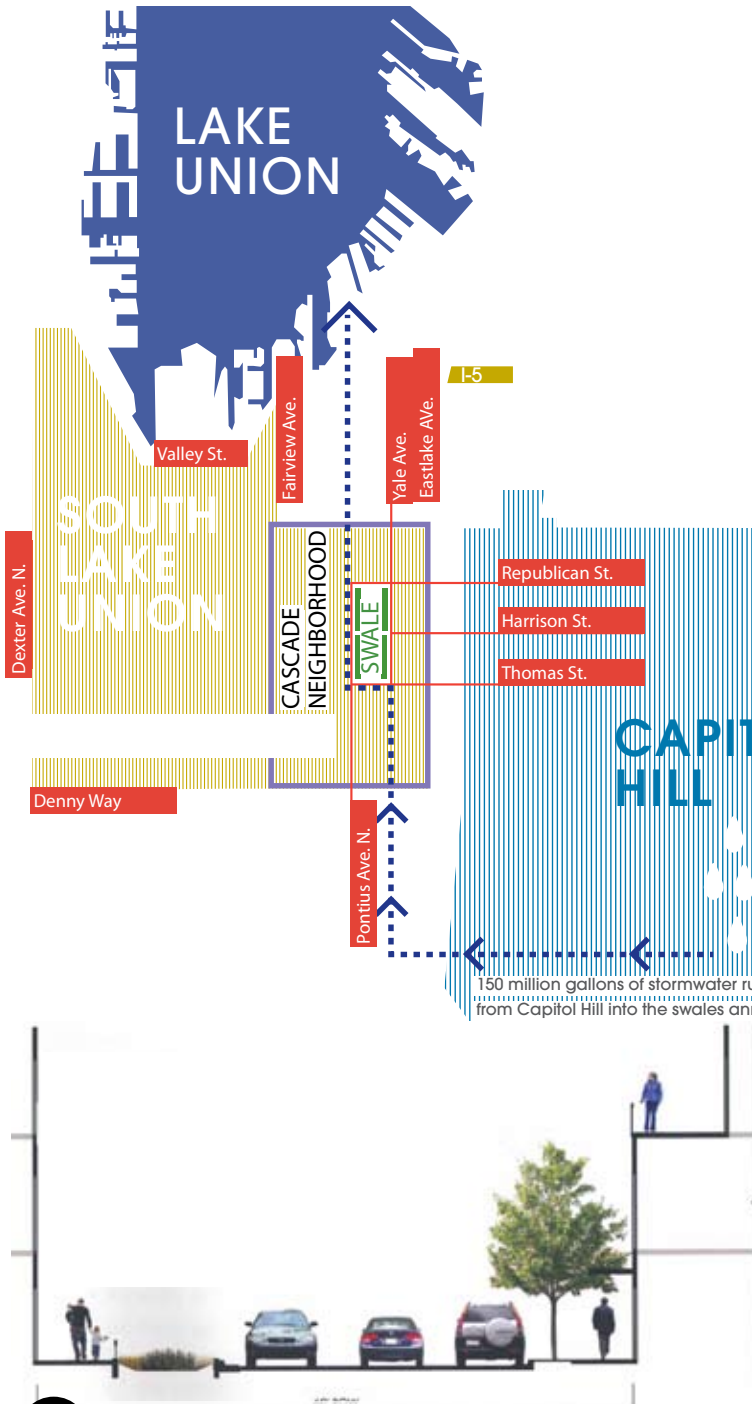 LAKE
UNION
I-5
Fairview Ave.
Yale Ave.
Eastlake AVe.
Valley St.
SOUTH
LAKE
UNION
Dexter Ave. N.
CASCADE
NEIGHBORHOOD
SWALE
Republican St.
Harrison St.
Thomas St.
CAPIT
HILL
Denny Way
Pontius Ave. N.
150 million gallons of stormwater ru
from Capitol Hill into the swales an